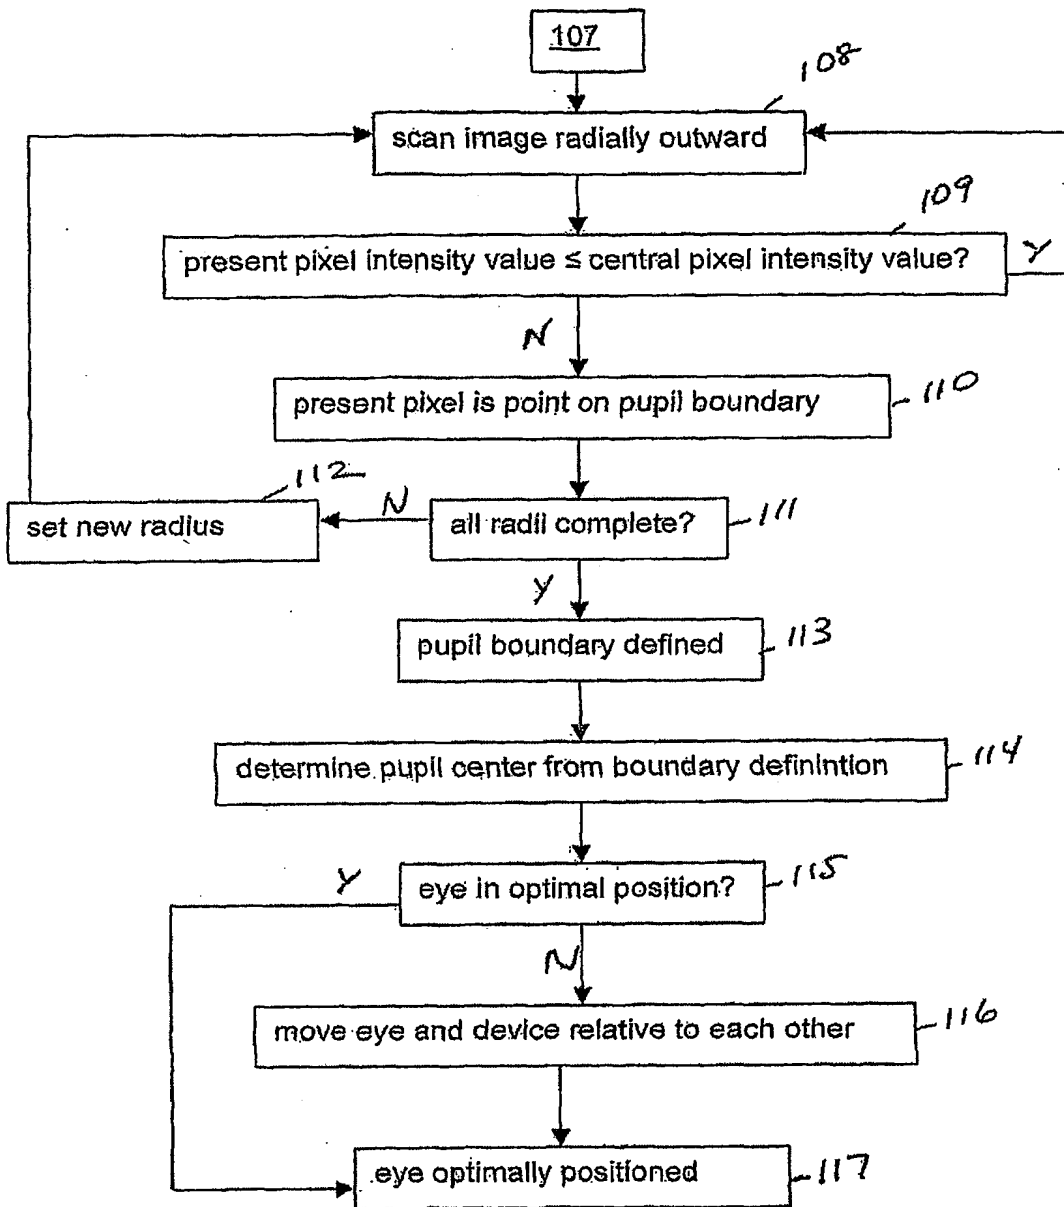 107
108
scan image radially outward
109
present pixel intensity value ≤ central pixel intensity value?
Y
N
present pixel is point on pupil boundary
110
112
N
set new radius
all radii complete?
111
Y
pupil boundary defined
113
determine pupil center from boundary definintion
114
Y
eye in optimal position?
115
N
move eye and device relative to each other
116
eye optimally positioned
117